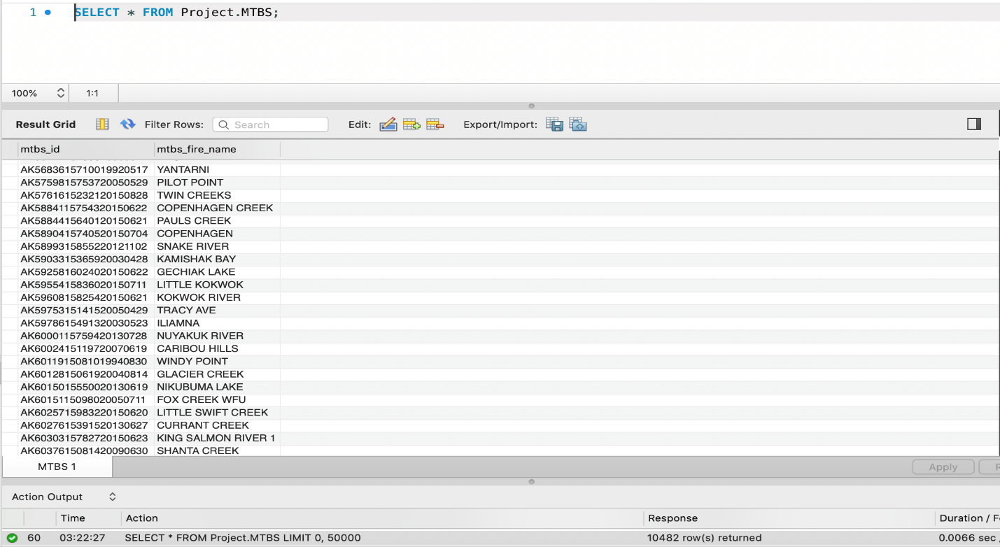 1 SELECT * FROM Project.MTBS;
100% 1:1
Result Grid Filter Rows: Search Edit: Export/Import:
mtbs_id mtbs_fire_name
AK5683615710019920517 YANTARNI
AK5759815753720050529 PILOT POINT
AK5761615232120150828 TWIN CREEKS
AK5884115754320150622 COPENHAGEN CREEK
AK5884415640120150621 PAULS CREEK
AK5890415740520150704 COPENHAGEN
AK5899315855220121102 SNAKE RIVER
AK5903315365920030428 KAMISHAK BAY
AK5925816024020150622 GECHIAK LAKE
AK5955415836020150711 LITTLE KOKWOK
AK5960815825420150621 KOKWOK RIVER
AK5975315141520050429 TRACY AVE
AK5978615491320030523 ILIAMNA
AK6000115759420130728 NUYAKUK RIVER
AK6002415119720070619 CARIBOU HILLS
AK6011915081019940830 WINDY POINT
AK6012815061920040814 GLACIER CREEK
AK6015015550020130619 NIKUBUMA LAKE
AK6015115098020050711 FOX CREEK WFU
AK6025715983220150620 LITTLE SWIFT CREEK
AK6027615391520130627 CURRANT CREEK
AK6030315782720150623 KING SALMON RIVER 1
AK6037615081420090630 SHANTA CREEK
MTBS 1 Apply
Action Output
Time Action Response Duration / F
60 03:22:27 SELECT * FROM Project.MTBS LIMIT 0, 50000 10482 row(s) returned 0.0066 sec